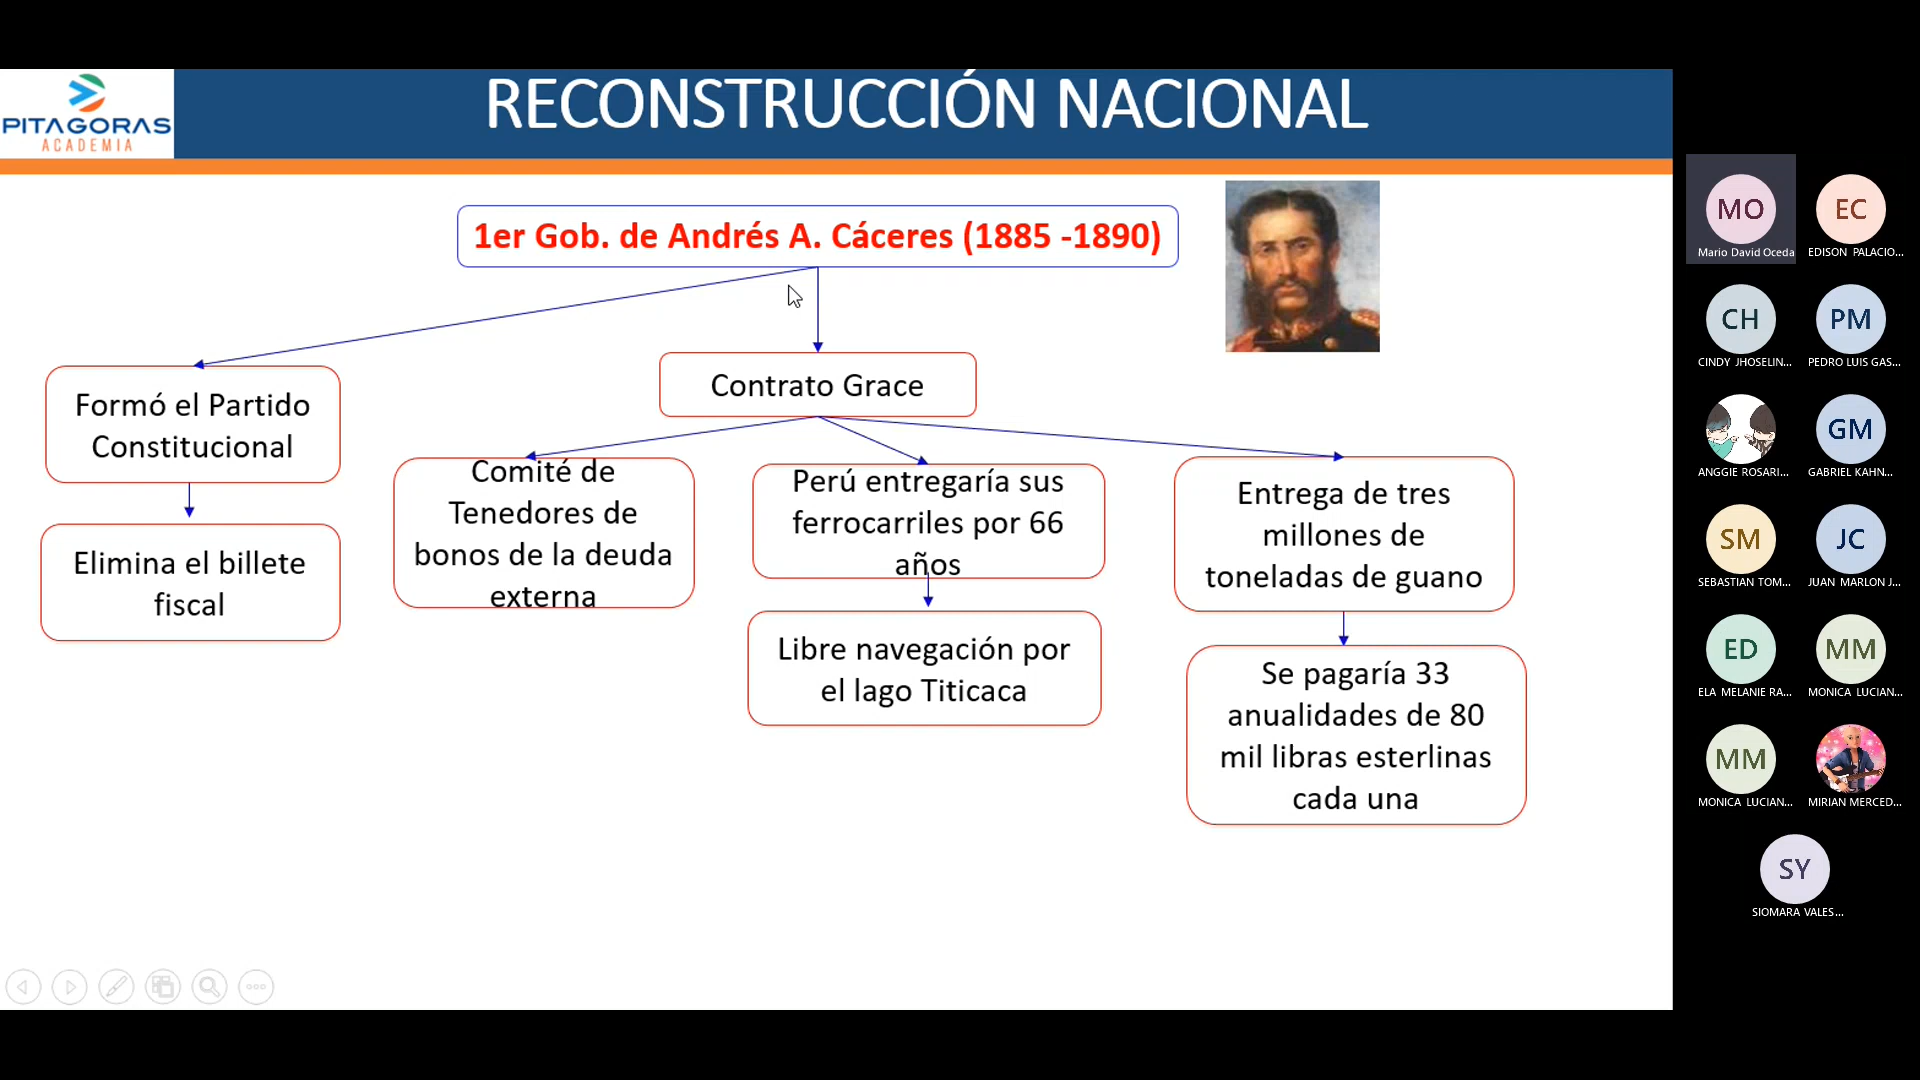 PITAGORAS
ACADEMIA
RECONSTRUCCIÓN NACIONAL
1er Gob. de Andrés A. Cáceres (1885 -1890)
Formó el Partido
Constitucional
Elimina el billete
fiscal
Contrato Grace
Comité de
Tenedores de
bonos de la deuda
externa
Perú entregaría sus
ferrocarriles por 66
años
Libre navegación por
el lago Titicaca
Entrega de tres
millones de
toneladas de guano
Se pagaría 33
anualidades de 80
mil libras esterlinas
cada una
MO
Mario David Oceda
EC
EDISON PALACIO...
CH
CINDY JHOSELIN...
PM
PEDRO LUIS GAS...
ANGGIE ROSARI...
GM
GABRIEL KAHN...
SM
SEBASTIAN TOM...
JC
JUAN MARLON J...
ED
ELA MELANIE RA...
MM
MONICA LUCIAN...
MM
MONICA LUCIAN...
MIRIAN MERCED...
SY
SIOMARA VALES...